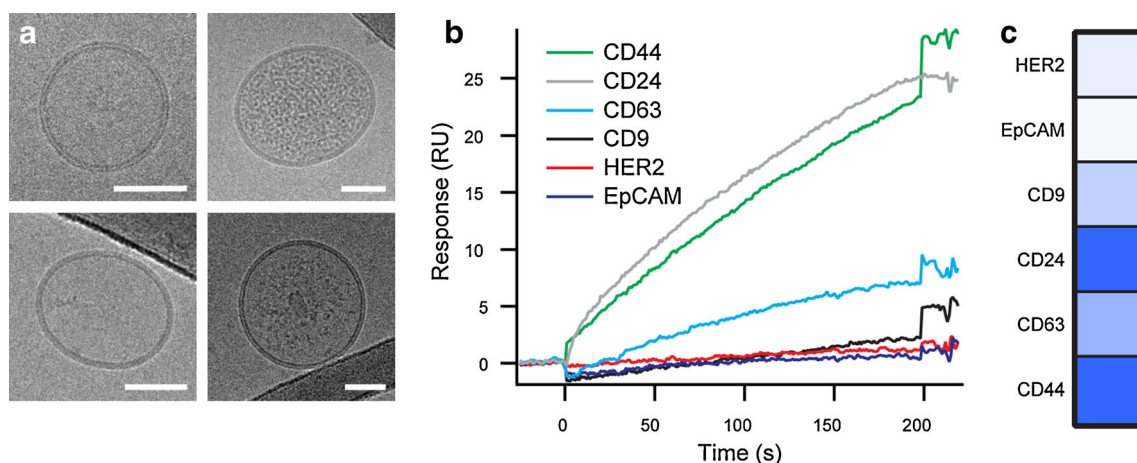 a
b
CD44
CD24
CD63
CD9
HER2
EpCAM
Response (RU)
25
20
15
10
5
0
0
50
100
150
200
Time (s)
c
HER2
EpCAM
CD9
CD24
CD63
CD44